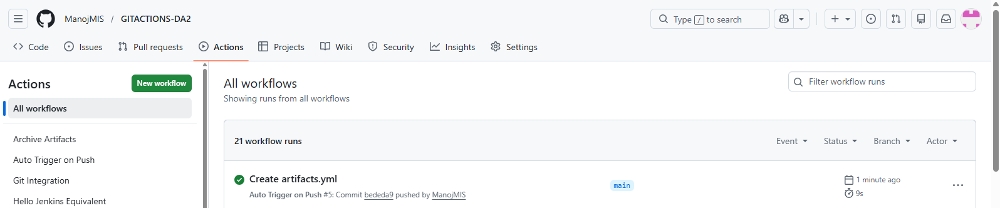 ManojMIS / GITACTIONS-DA2
Type / to search
Code Issues Pull requests Actions Projects Wiki Security Insights Settings
Actions
New workflow
All workflows
Archive Artifacts
Auto Trigger on Push
Git Integration
Hello Jenkins Equivalent
All workflows
Showing runs from all workflows
Filter workflow runs
21 workflow runs
Event Status Branch Actor
Create artifacts.yml
Auto Trigger on Push #5: Commit bededa9 pushed by ManojMIS
main
1 minute ago
9s